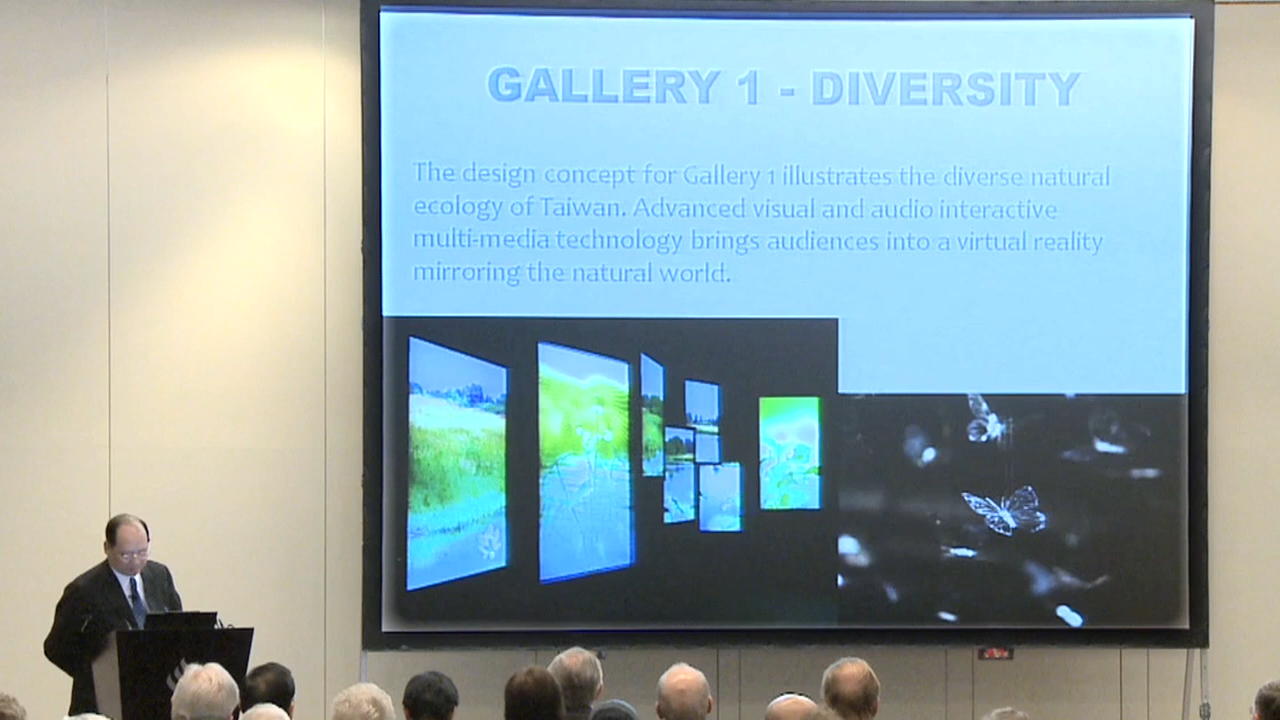 GALLERY 1 - DIVERSITY
The design concept for Gallery 1 illustrates the diverse natural
ecology of Taiwan. Advanced visual and audio interactive
multi-media technology brings audiences into a virtual reality
mirroring the natural world.